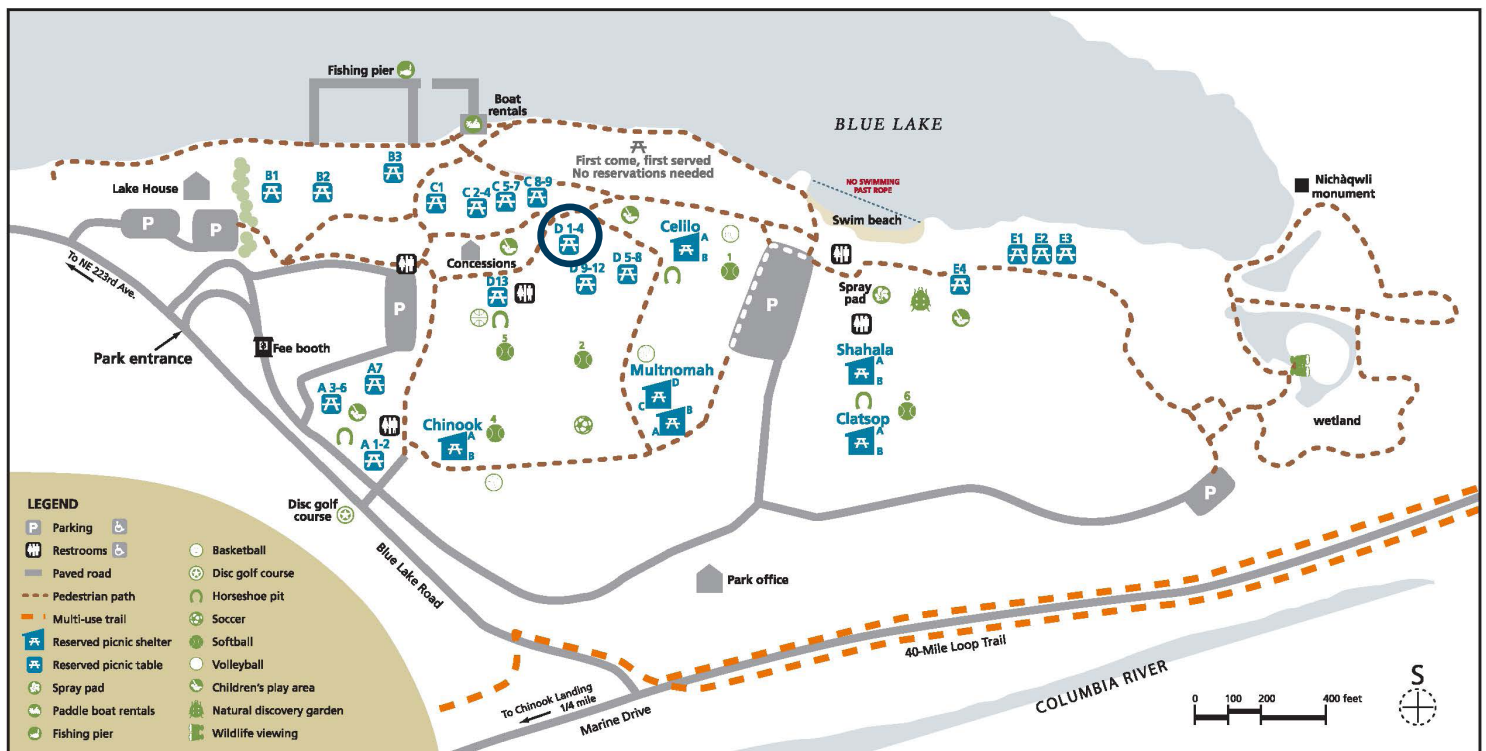 Fishing pier
Boat
rentals
BLUE LAKE
First come, first served
No reservations needed
NO SWIMMING
PAST ROPE
Swim beach
Nichàqwli
monument
Lake House
B1
B2
B3
C1
C 2-4
C 5-7
C 8-9
D 1-4
Celilo
A
B
1
E1
E2
E3
E4
P
P
To NE 223rd Ave.
Concessions
D 9-12
D 5-8
D13
P
P
Spray
pad
Park entrance
Fee booth
5
2
Shahala
A
B
A7
A 3-6
Multnomah
D
C
B
A
6
Clatsop
A
B
wetland
Chinook
A
B
4
A 1-2
P
Disc golf
course
Blue Lake Road
Park office
40-Mile Loop Trail
COLUMBIA RIVER
To Chinook Landing
1/4 mile
Marine Drive
LEGEND
P Parking
Restrooms
Paved road
Pedestrian path
Multi-use trail
Reserved picnic shelter
Reserved picnic table
Spray pad
Paddle boat rentals
Fishing pier
Basketball
Disc golf course
Horseshoe pit
Soccer
Softball
Volleyball
Children's play area
Natural discovery garden
Wildlife viewing
0 100 200 400 feet
S